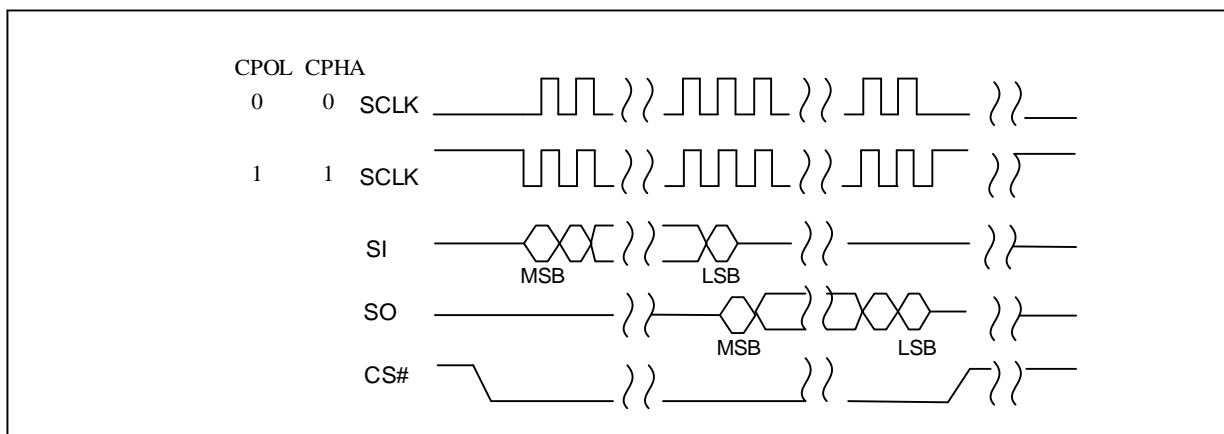 CPOL CPHA
0 0 SCLK
1 1 SCLK
SI
MSB LSB
SO
MSB LSB
CS#